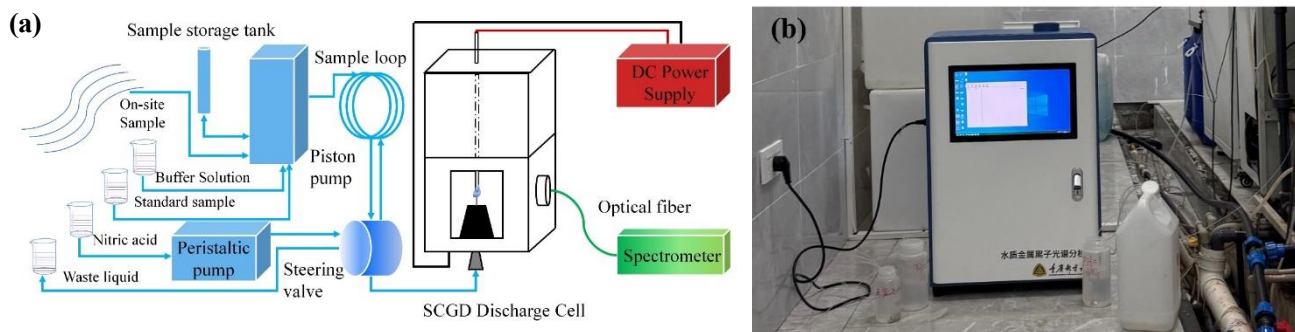 (a)
Sample storage tank
Sample loop
DC Power
Supply
On-site
Sample
Piston
pump
Buffer Solution
Standard sample
Optical fiber
Nitric acid
Peristaltic
pump
Spectrometer
Waste liquid
Steering
valve
SCGD Discharge Cell
(b)
水质金属离子光谱分析